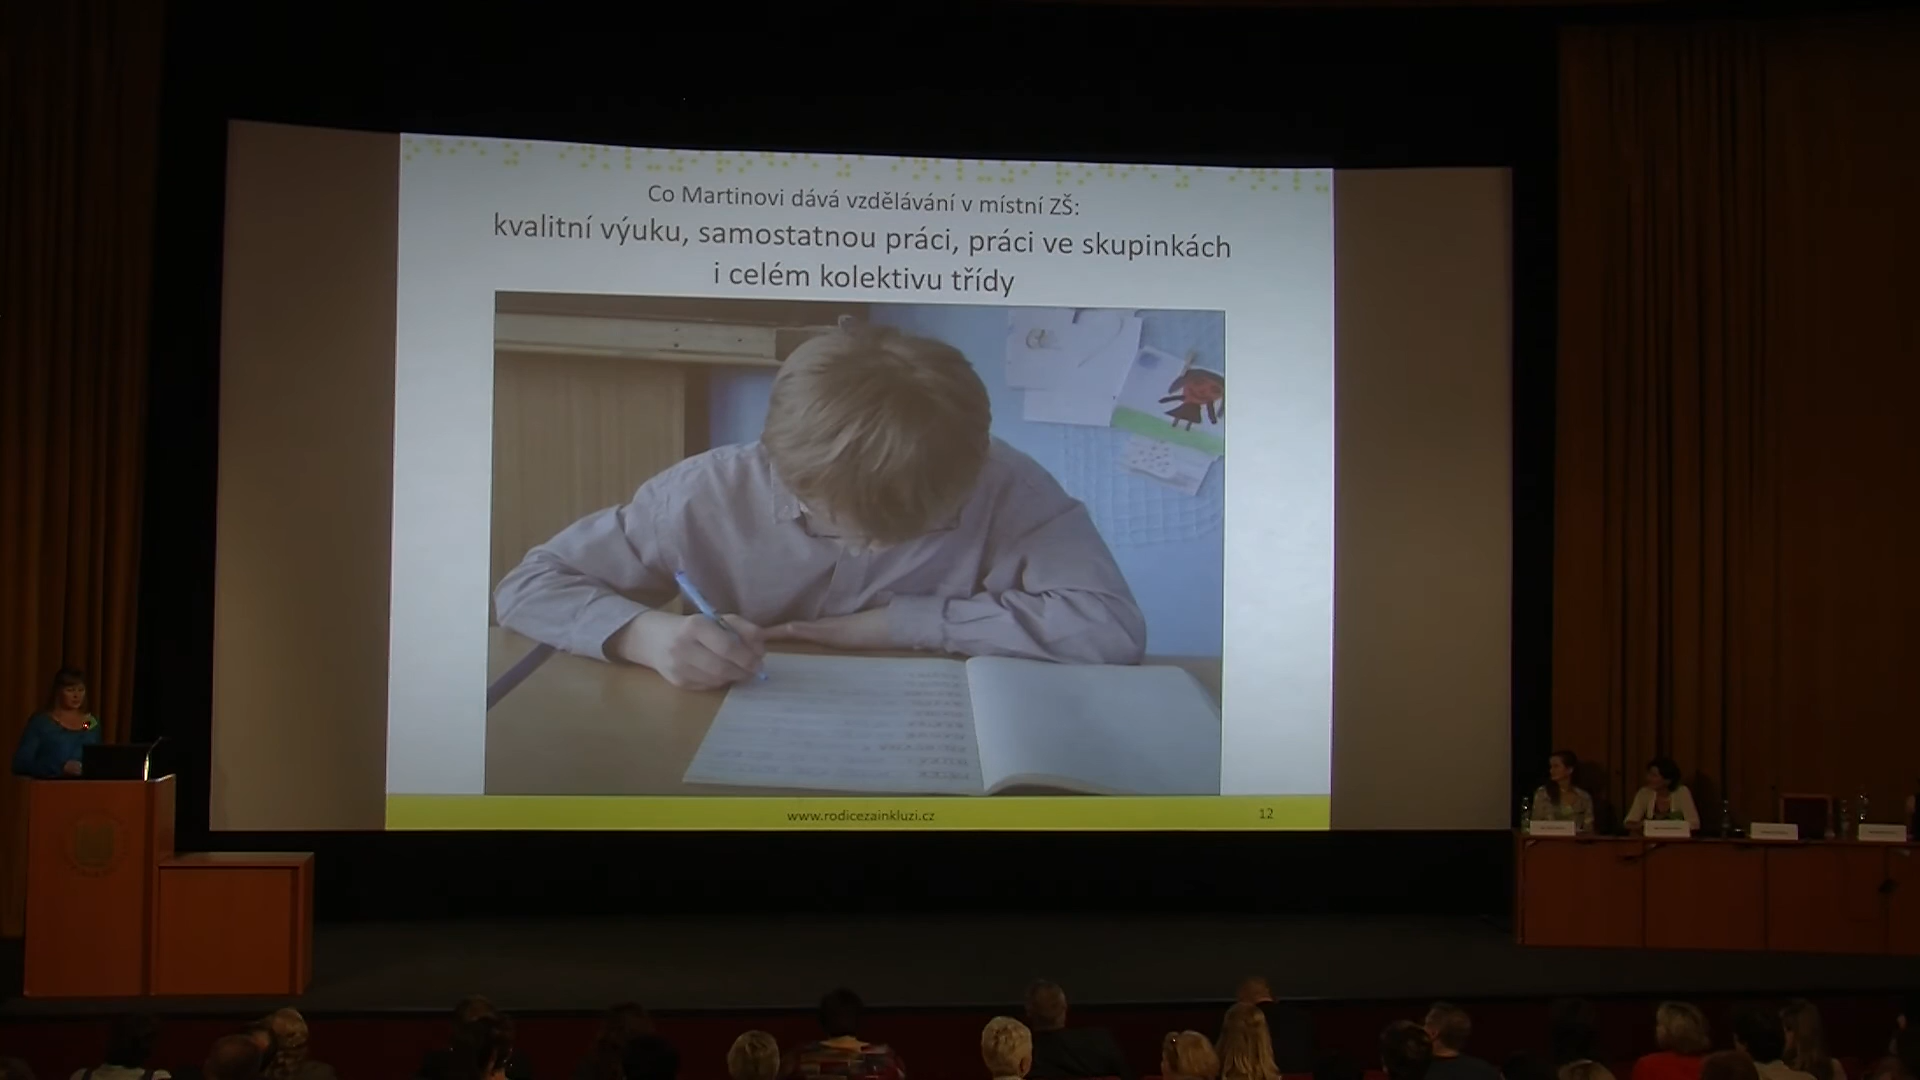 Co Martinovi dává vzdělávání v místní ZŠ:
kvalitní výuku, samostatnou práci, práci ve skupinkách
i celém kolektivu třídy
www.rodicezainkluzi.cz
12